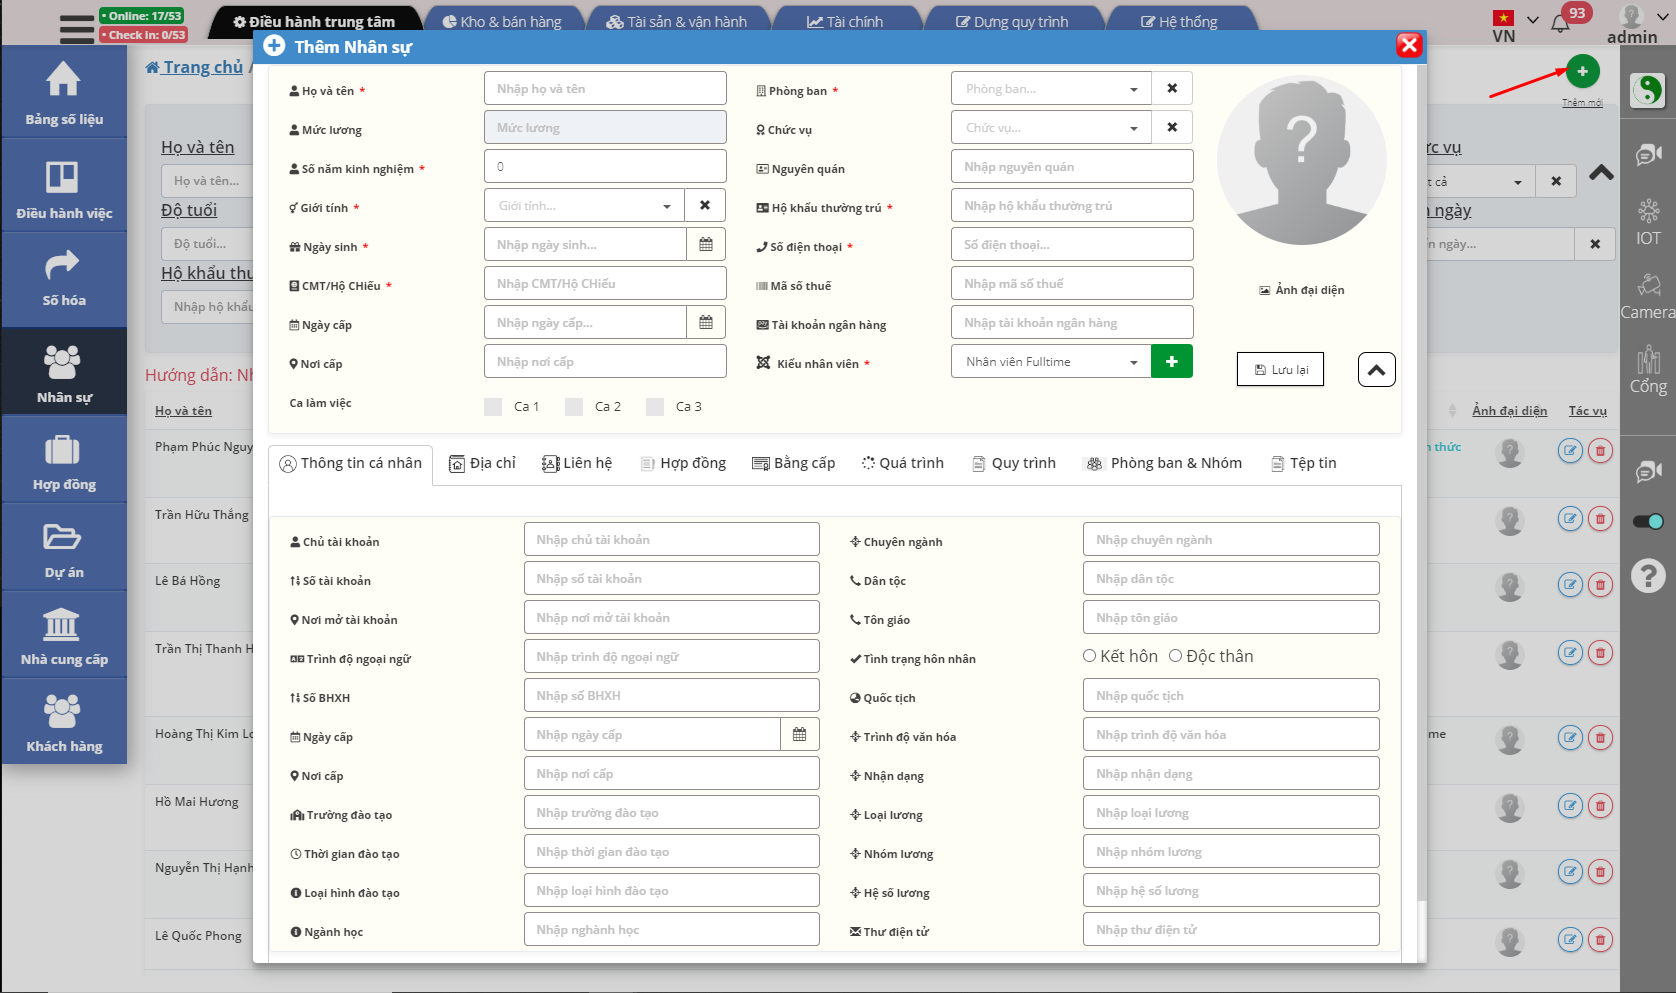 Online: 17/53
Check in: 0/53
Điều hành trung tâm
Kho & bán hàng
Tài sản & vận hành
Tài chính
Dựng quy trình
Hệ thống
VN
93
admin
Thêm Nhân sự
Trang chủ /
Thêm mới
Bảng số liệu
Điều hành việc
Số hóa
Nhân sự
Hợp đồng
Dự án
Nhà cung cấp
Khách hàng
Họ và tên
Họ và tên...
Độ tuổi
Độ tuổi...
Hộ khẩu thư
Nhập hộ khẩu
Hướng dẫn: Nh
Họ và tên
Phạm Phúc Nguy
Trần Hữu Thắng
Lê Bá Hồng
Trần Thị Thanh H
Hoàng Thị Kim Lo
Hồ Mai Hương
Nguyễn Thị Hạnh
Lê Quốc Phong
Họ và tên *
Nhập họ và tên
Phòng ban *
Phòng ban...
Mức lương
Mức lương
Chức vụ
Chức vụ...
Số năm kinh nghiệm *
0
Nguyên quán
Nhập nguyên quán
Giới tính *
Giới tính...
Hộ khẩu thường trú *
Nhập hộ khẩu thường trú
Ngày sinh *
Nhập ngày sinh...
Số điện thoại *
Số điện thoại...
CMT/Hộ CHiếu *
Nhập CMT/Hộ CHiếu
Mã số thuế
Nhập mã số thuế
Ngày cấp
Nhập ngày cấp...
Tài khoản ngân hàng
Nhập tài khoản ngân hàng
Nơi cấp
Nhập nơi cấp
Kiểu nhân viên *
Nhân viên Fulltime
Ca làm việc
Ca 1
Ca 2
Ca 3
?
Ảnh đại diện
Lưu lại
Thông tin cá nhân
Địa chỉ
Liên hệ
Hợp đồng
Bằng cấp
Quá trình
Quy trình
Phòng ban & Nhóm
Tệp tin
Chủ tài khoản
Nhập chủ tài khoản
Chuyên ngành
Nhập chuyên ngành
Số tài khoản
Nhập số tài khoản
Dân tộc
Nhập dân tộc
Nơi mở tài khoản
Nhập nơi mở tài khoản
Tôn giáo
Nhập tôn giáo
Trình độ ngoại ngữ
Nhập trình độ ngoại ngữ
Tình trạng hôn nhân
Kết hôn
Độc thân
Số BHXH
Nhập số BHXH
Quốc tịch
Nhập quốc tịch
Ngày cấp
Nhập ngày cấp
Trình độ văn hóa
Nhập trình độ văn hóa
Nơi cấp
Nhập nơi cấp
Nhận dạng
Nhập nhận dạng
Trường đào tạo
Nhập trường đào tạo
Loại lương
Nhập loại lương
Thời gian đào tạo
Nhập thời gian đào tạo
Nhóm lương
Nhập nhóm lương
Loại hình đào tạo
Nhập loại hình đào tạo
Hệ số lương
Nhập hệ số lương
Ngành học
Nhập nghành học
Thư điện tử
Nhập thư điện tử
ức vụ
t cả
n ngày
n ngày...
Ảnh đại diện
Tác vụ
n thức
me
IOT
Camera
Cổng